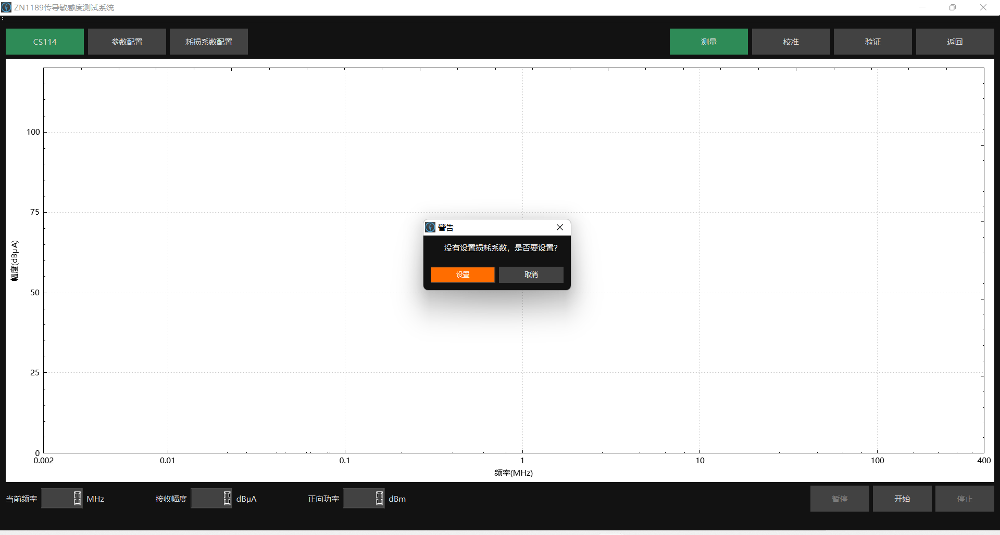 ZN1189传导敏感度测试系统
CS114
参数配置
耗损系数配置
测量
校准
验证
返回
100
75
50
25
0
幅度(dBμA)
警告
没有设置损耗系数，是否要设置?
设置
取消
0.002
0.01
0.1
1
10
100
400
频率(MHz)
当前频率 0 MHz
接收幅度 0 dBμA
正向功率 0 dBm
暂停
开始
停止